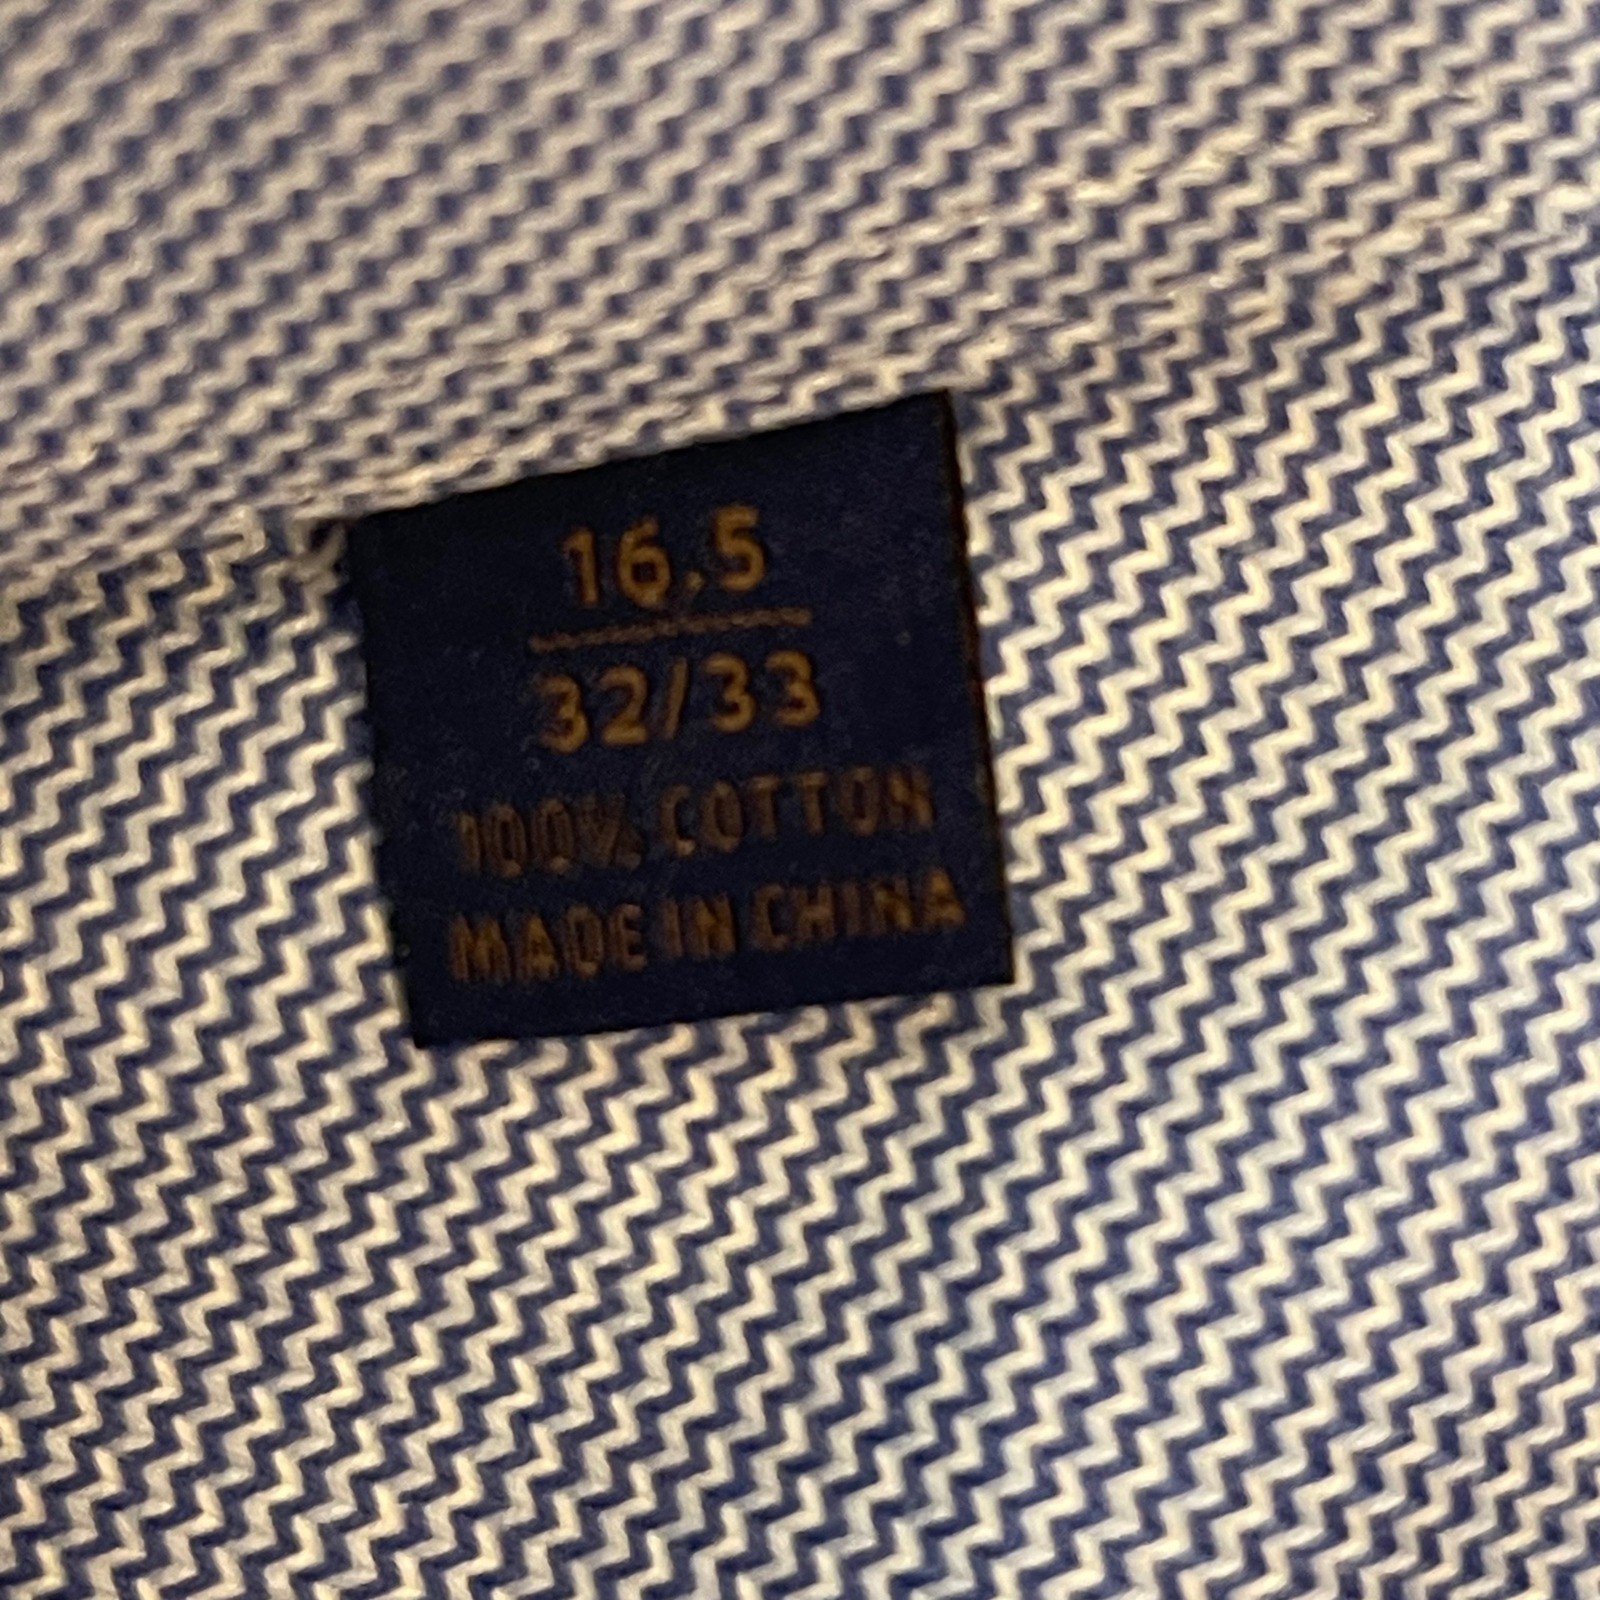 16.5
32/33
100% COTTON
MADE IN CHINA